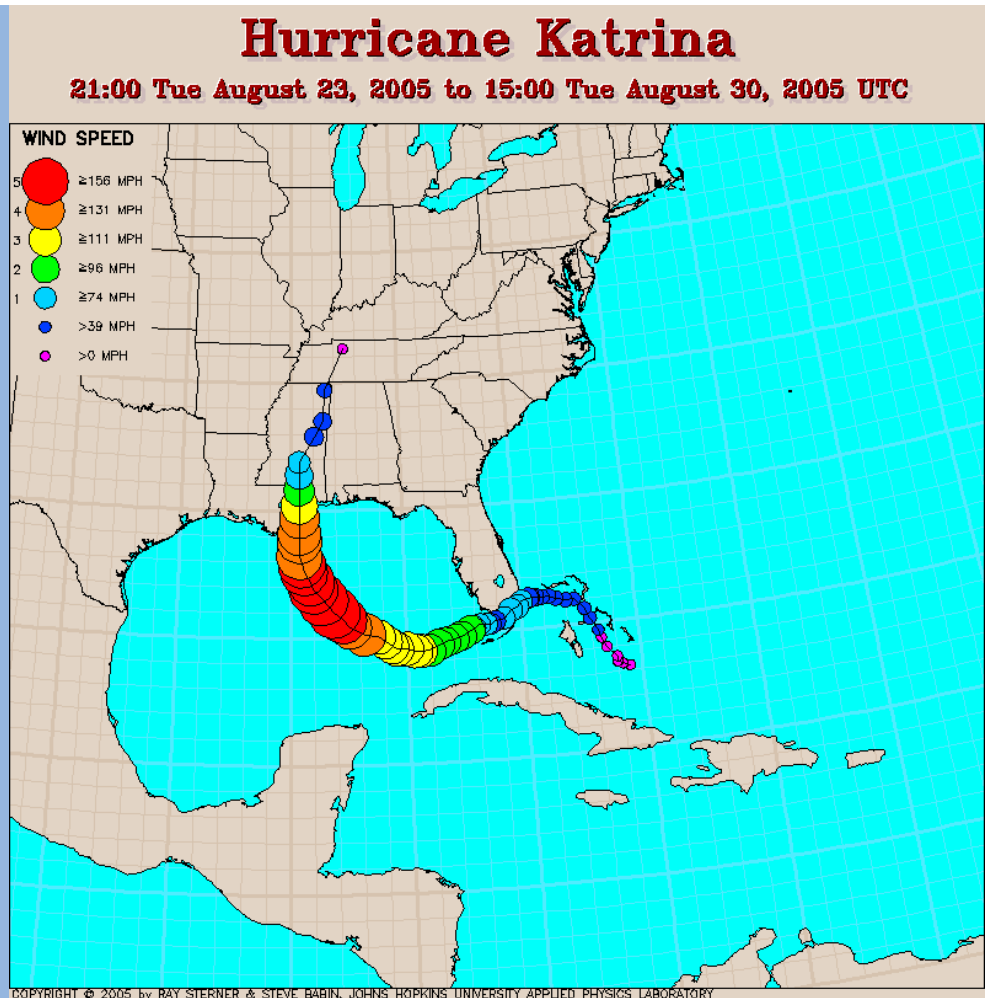 Hurricane Katrina
21:00 Tue August 23, 2005 to 15:00 Tue August 30, 2005 UTC
WIND SPEED
5 ≥156 MPH
4 ≥131 MPH
3 ≥111 MPH
2 ≥96 MPH
1 ≥74 MPH
>39 MPH
>0 MPH
COPYRIGHT © 2005 by RAY STERNER & STEVE BABIN, JOHNS HOPKINS UNIVERSITY APPLIED PHYSICS LABORATORY